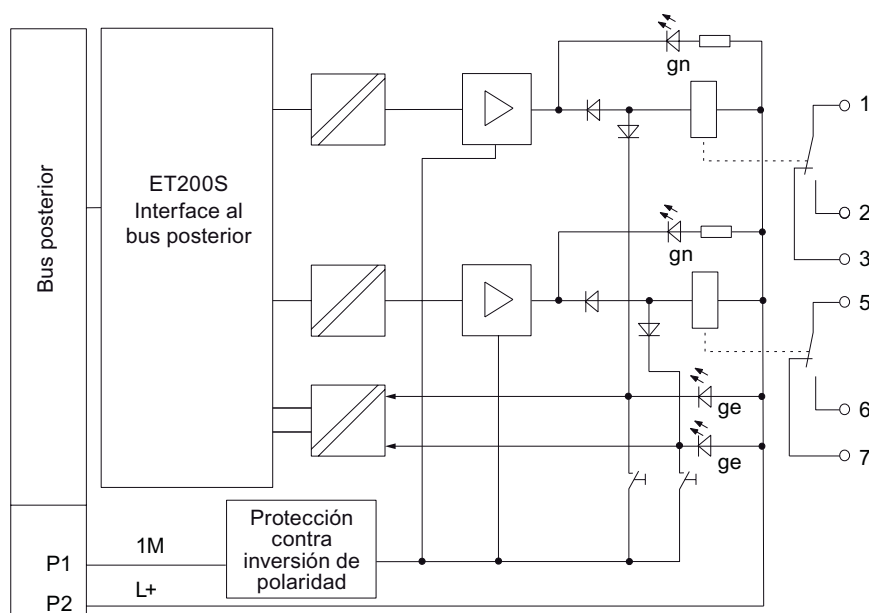 Bus posterior
ET200S
Interface al
bus posterior
gn
gn
ge
ge
1
2
3
5
6
7
P1
1M
P2
L+
Protección
contra
inversión de
polaridad